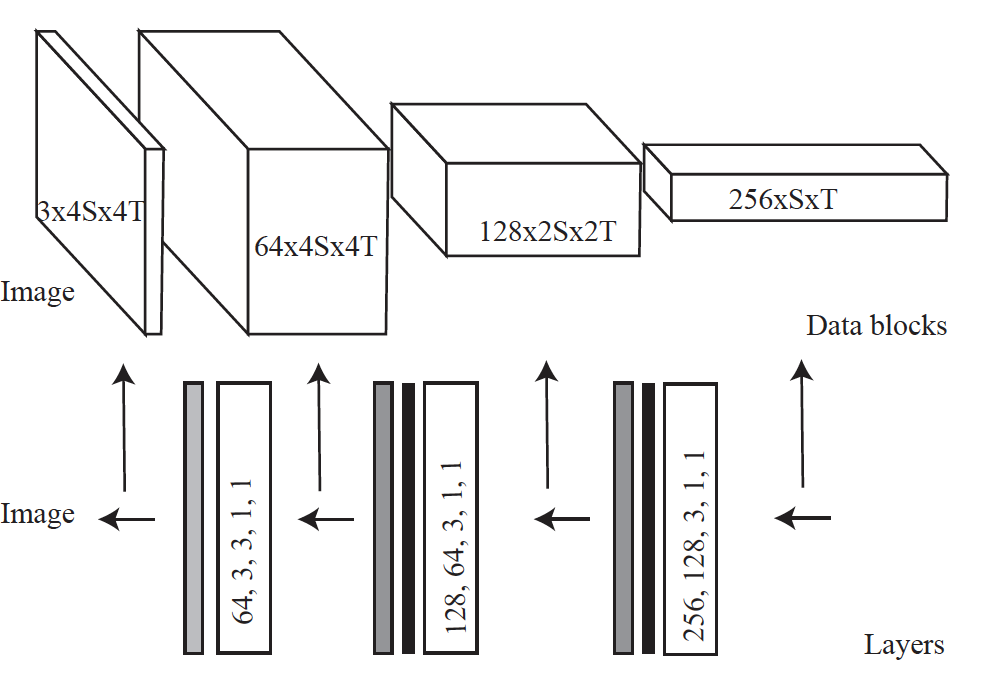 3x4Sx4T
64x4Sx4T
128x2Sx2T
256xSxT
Image
Data blocks
Image
64, 3, 3, 1, 1
128, 64, 3, 1, 1
256, 128, 3, 1, 1
Layers